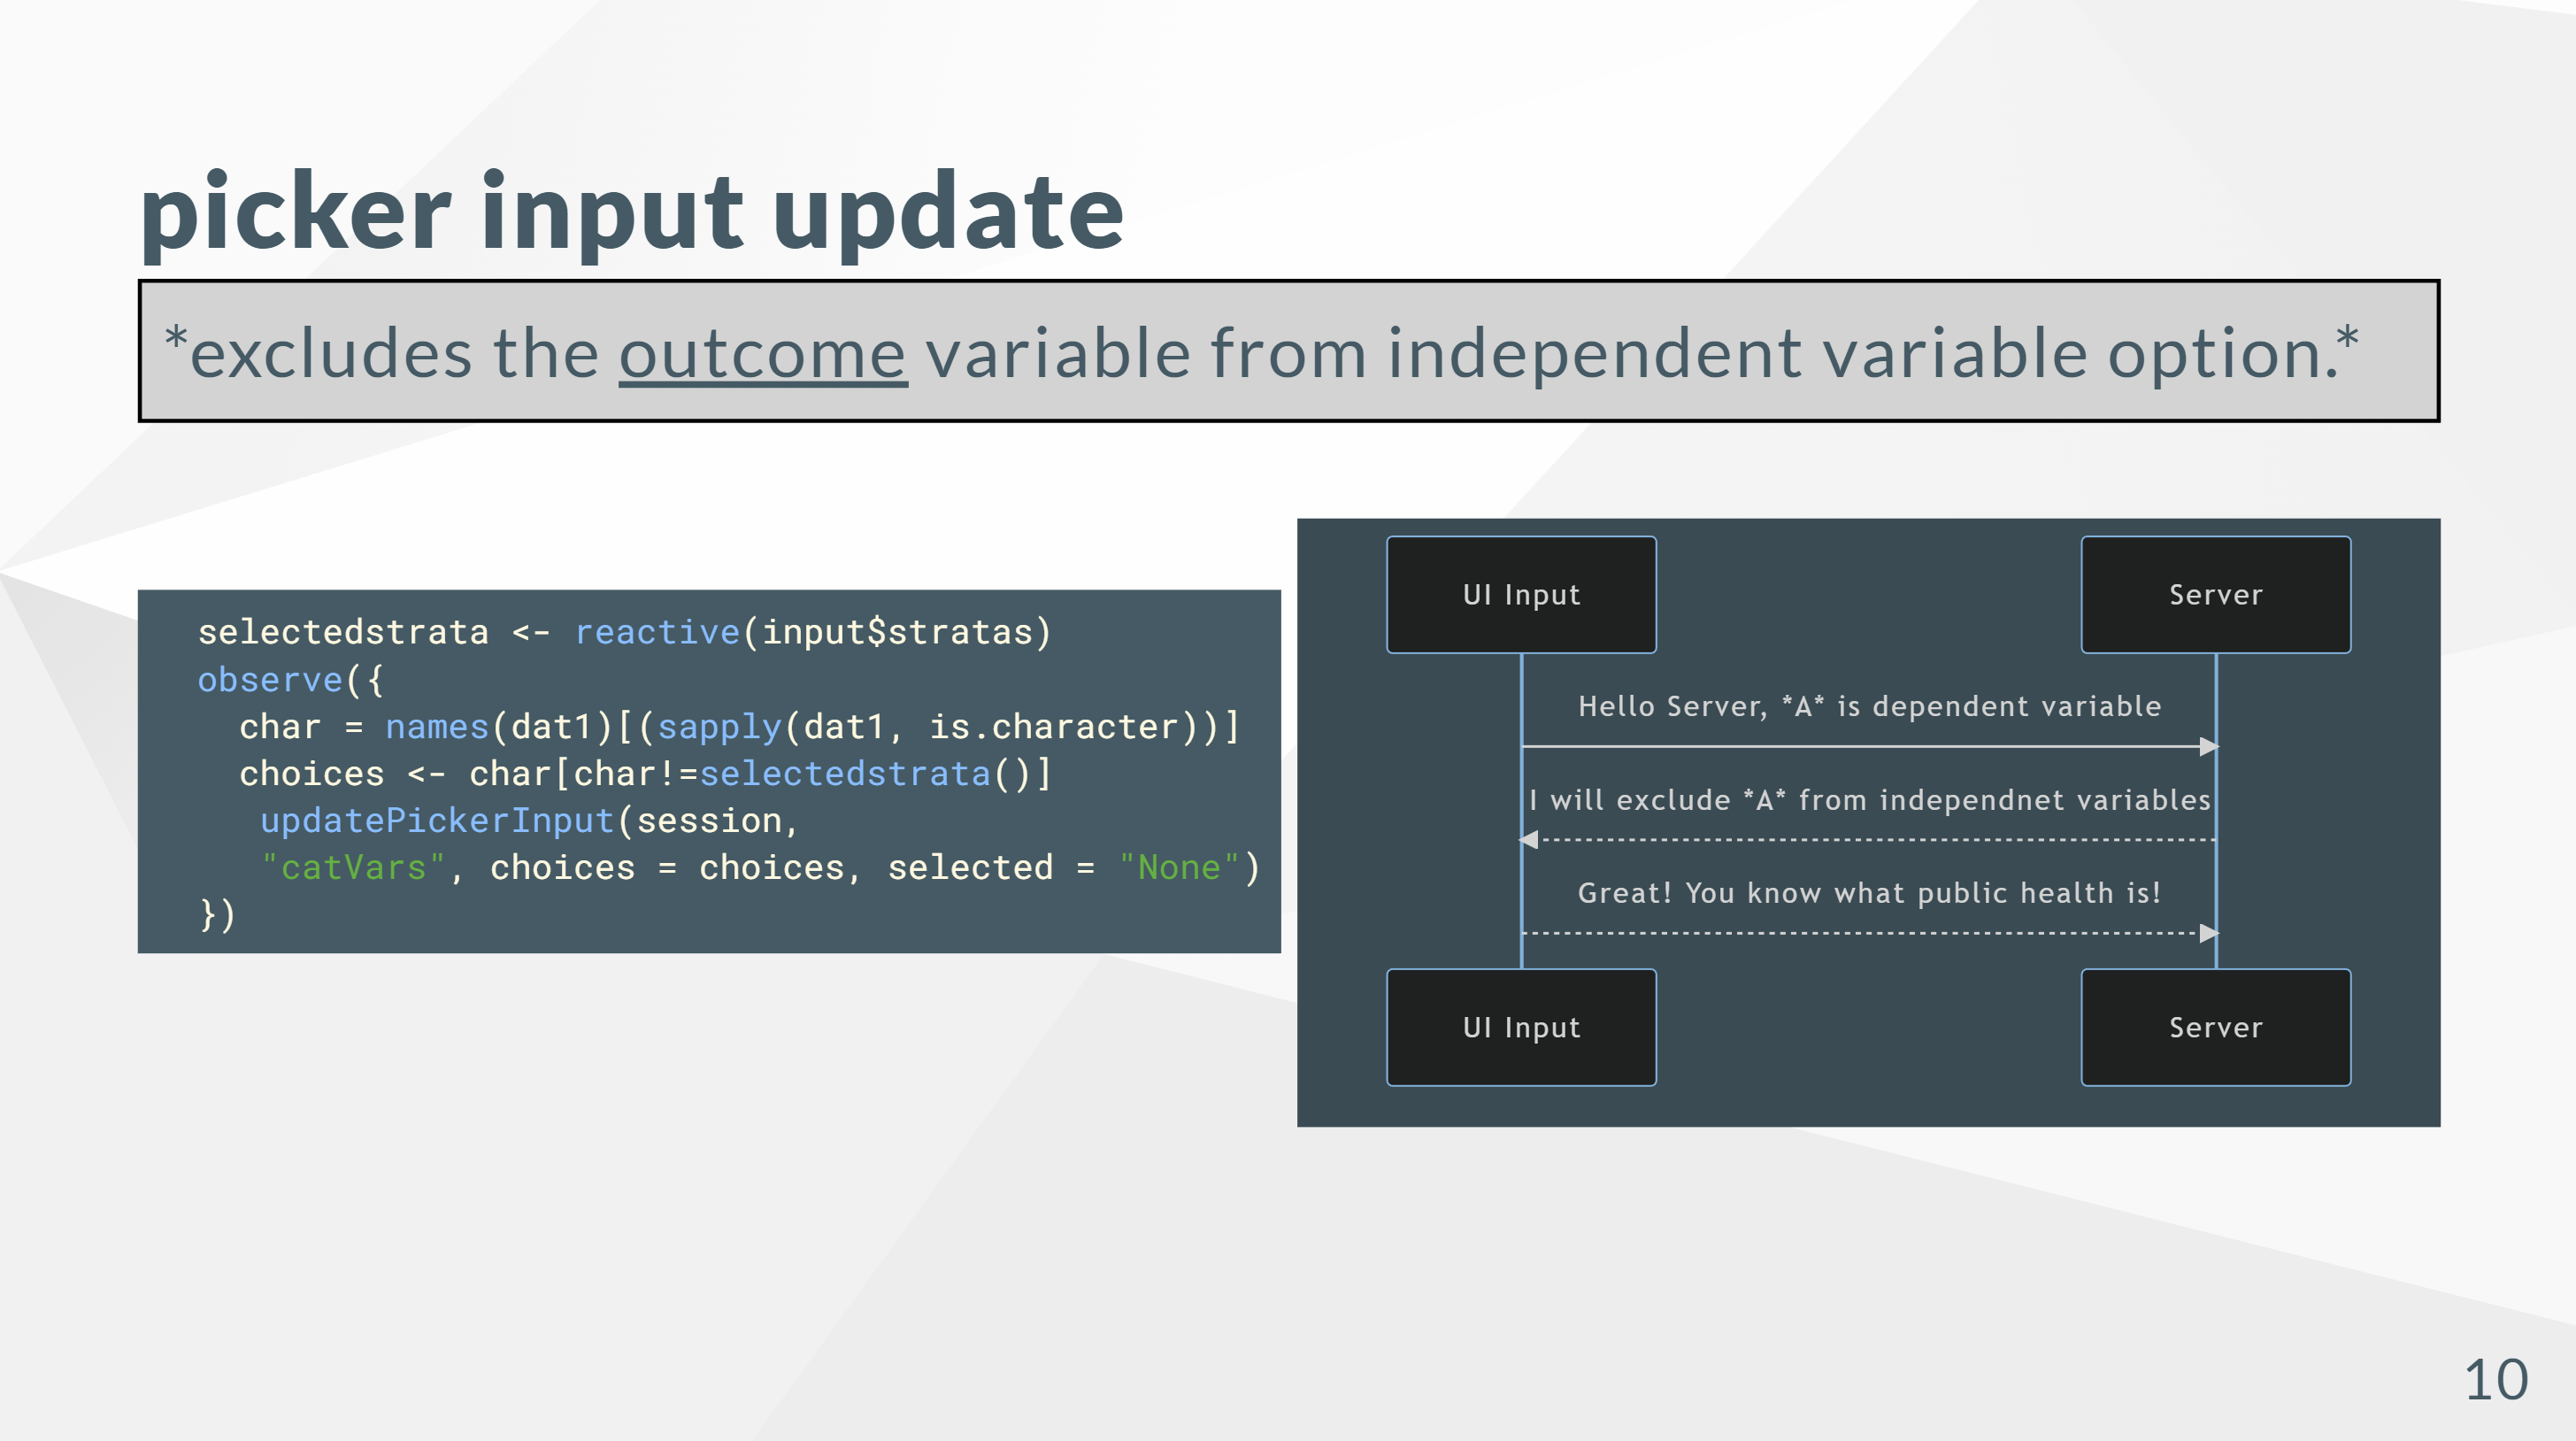 picker input update
*excludes the outcome variable from independent variable option.*
selectedstrata <- reactive(input$stratas)
observe({
  char = names(dat1)[(sapply(dat1, is.character))]
  choices <- char[char!=selectedstrata()]
   updatePickerInput(session,
   "catVars", choices = choices, selected = "None")
})
UI Input
Server
Hello Server, *A* is dependent variable
I will exclude *A* from independnet variables
Great! You know what public health is!
UI Input
Server
10